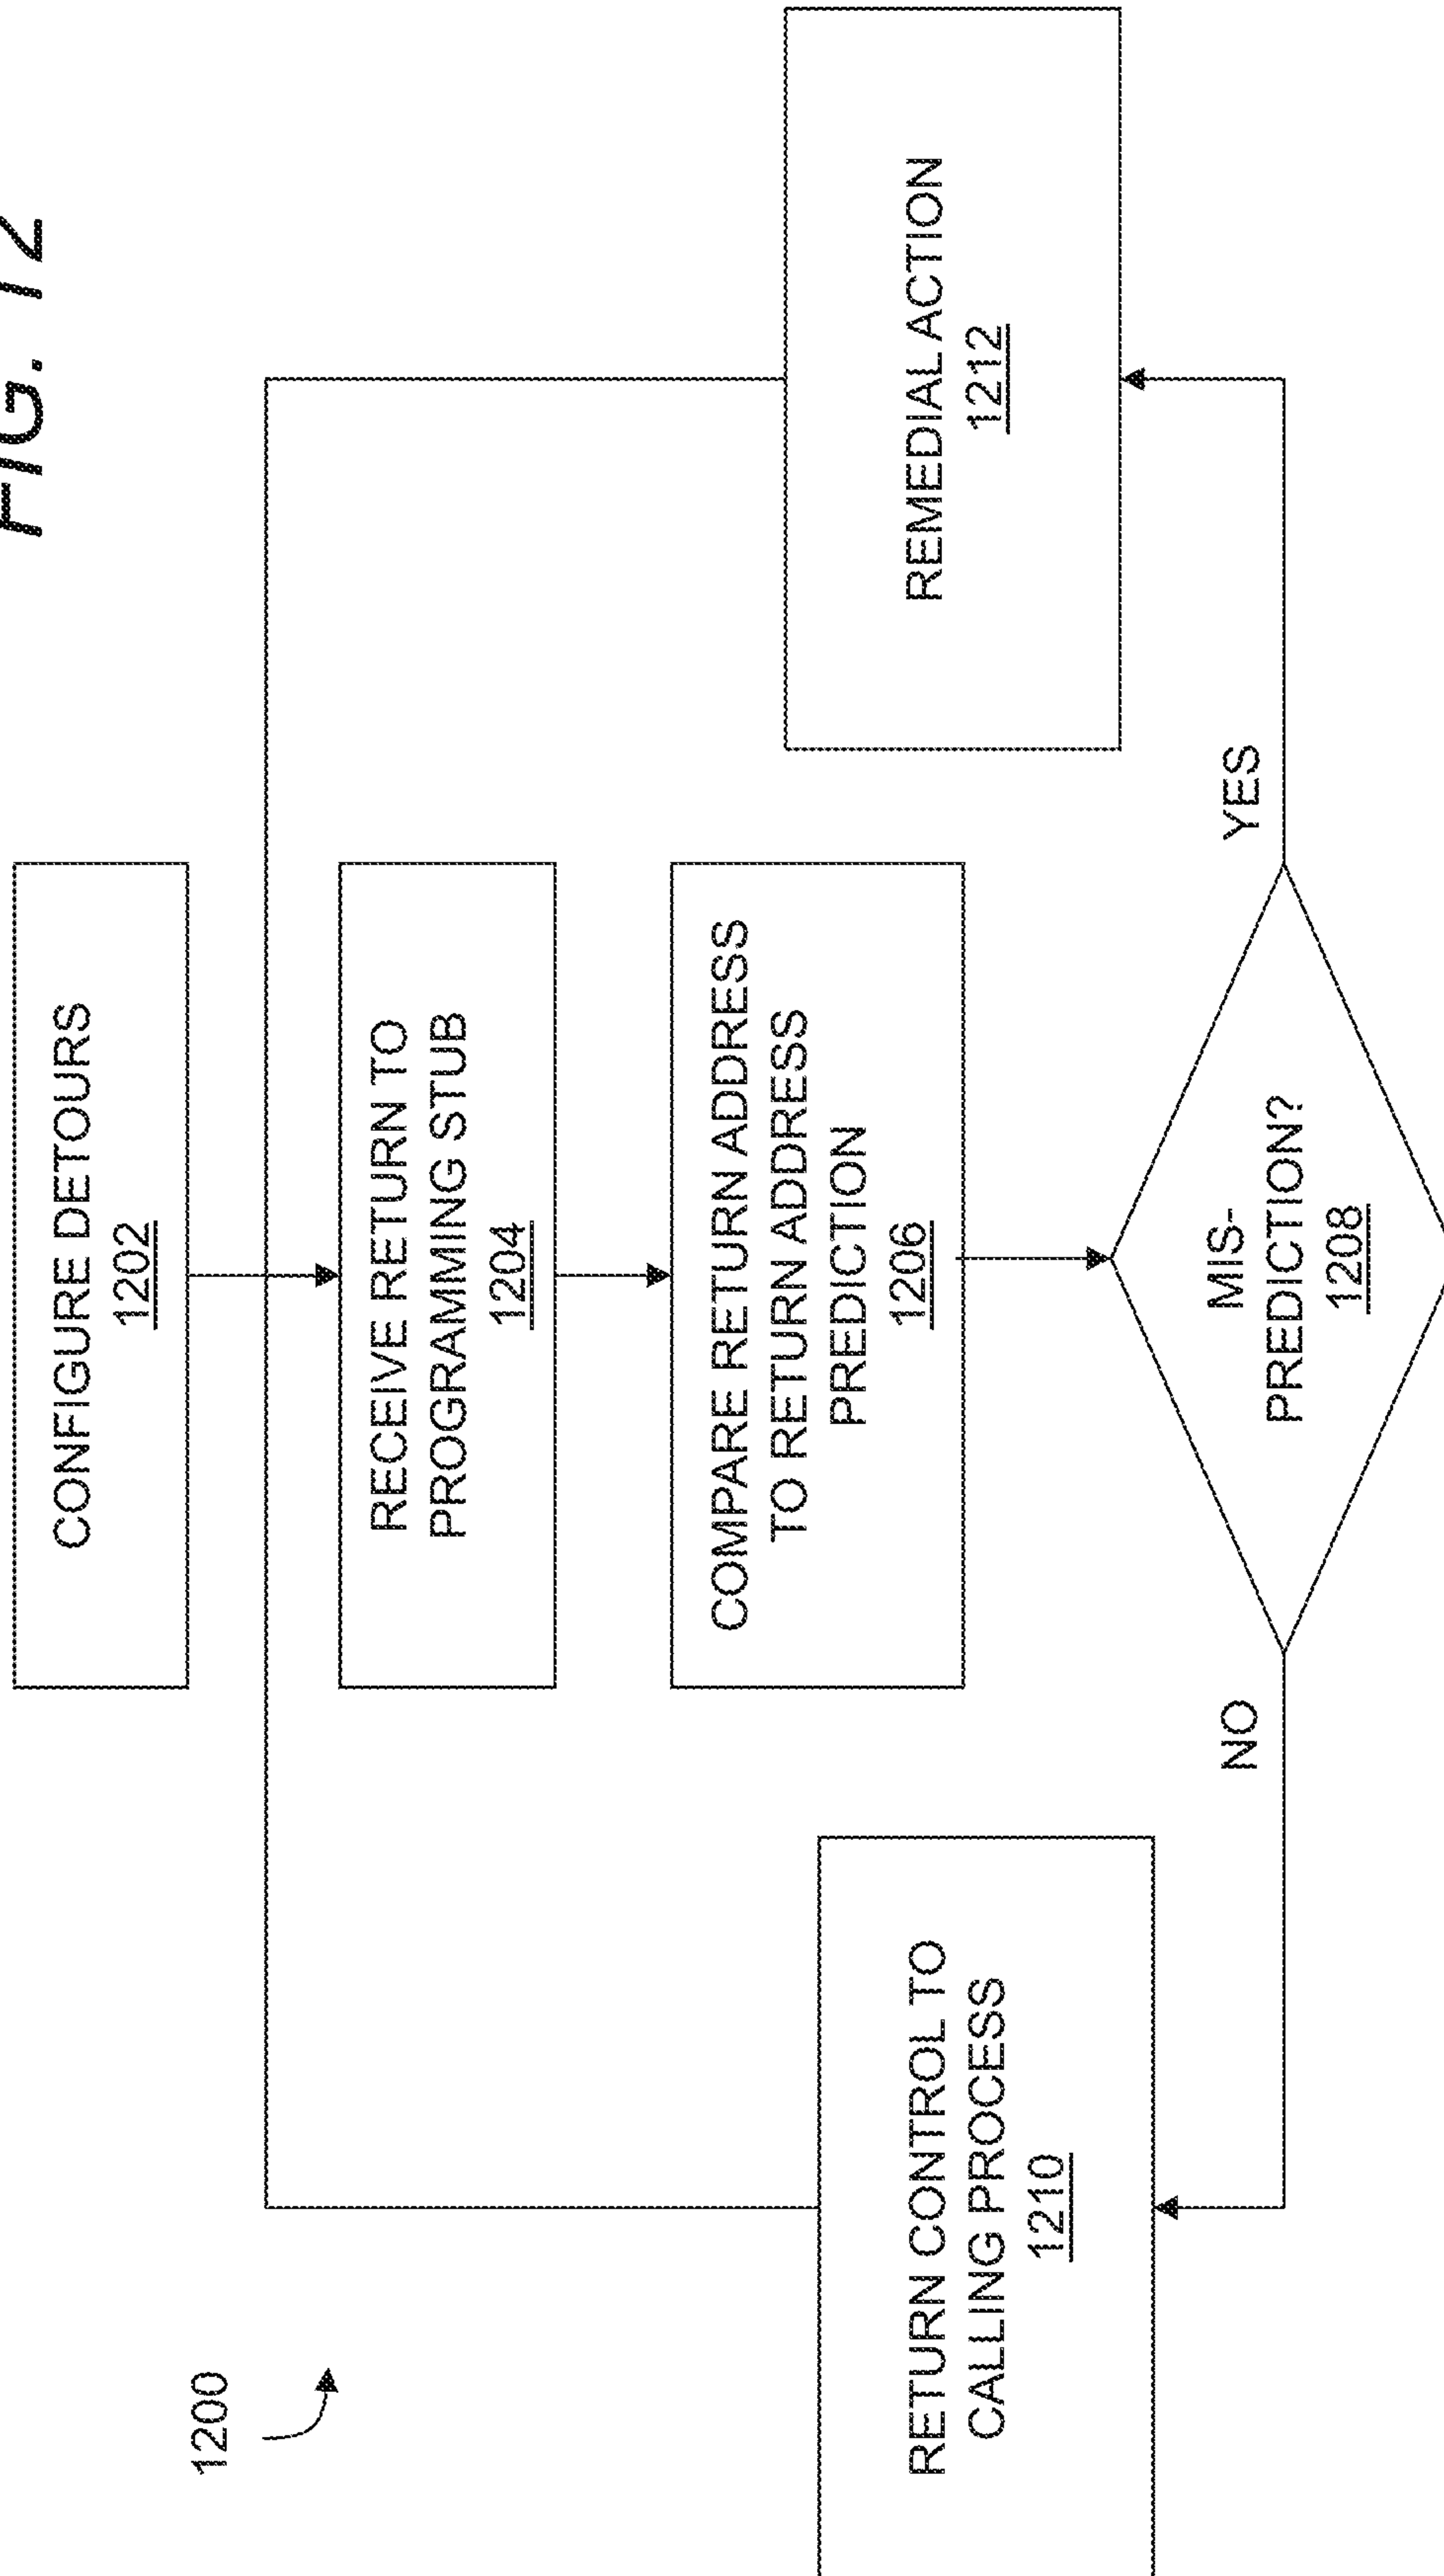 FIG. 12
1200
CONFIGURE DETOURS
1202
RECEIVE RETURN TO
PROGRAMMING STUB
1204
COMPARE RETURN ADDRESS
TO RETURN ADDRESS
PREDICTION
1206
MIS-
PREDICTION?
1208
NO
YES
RETURN CONTROL TO
CALLING PROCESS
1210
REMEDIAL ACTION
1212